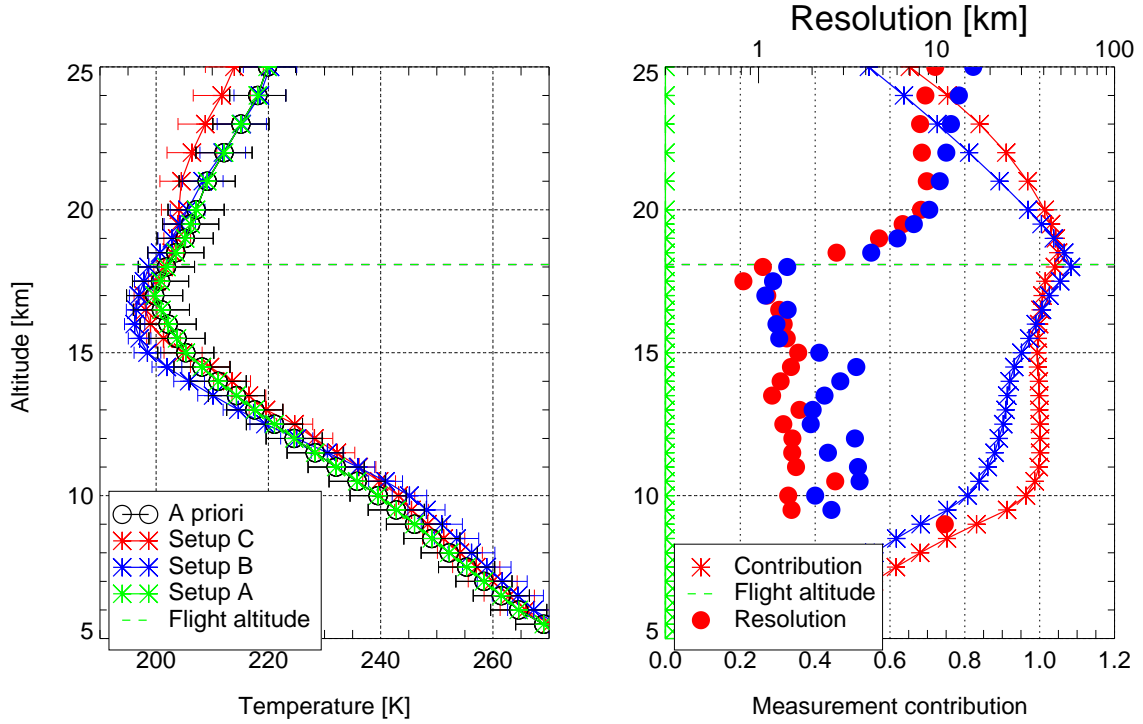 Resolution [km]
1 10 100
25
20
15
10
5
Altitude [km]
200 220 240 260
Temperature [K]
A priori
Setup C
Setup B
Setup A
Flight altitude
25
20
15
10
5
0.0 0.2 0.4 0.6 0.8 1.0 1.2
Measurement contribution
Contribution
Flight altitude
Resolution